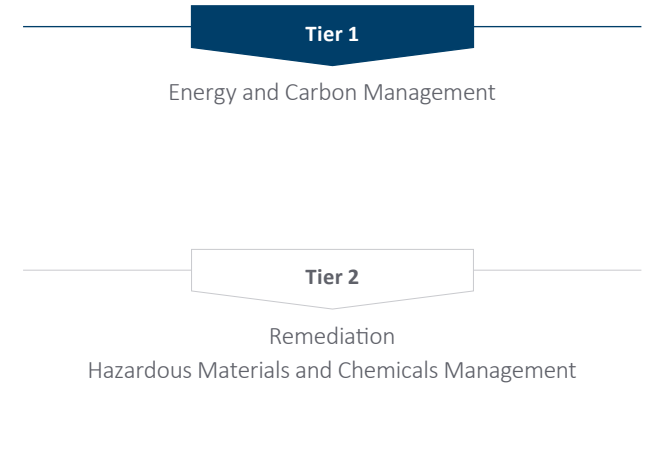 Tier 1
Energy and Carbon Management
Tier 2
Remediation
Hazardous Materials and Chemicals Management